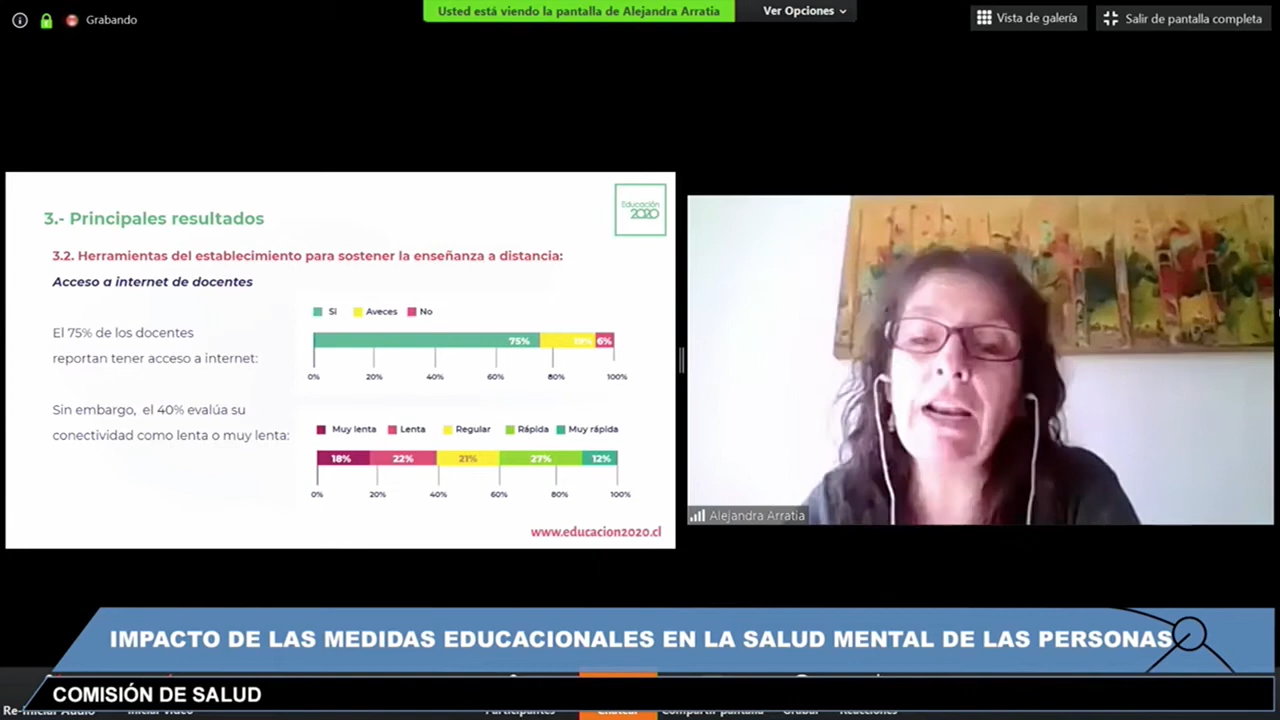 Grabando
Usted está viendo la pantalla de Alejandra Arratia
Ver Opciones
Vista de galería
Salir de pantalla completa
3.- Principales resultados
Educación
2020
3.2. Herramientas del establecimiento para sostener la enseñanza a distancia:
Acceso a internet de docentes
Si Aveces No
El 75% de los docentes
reportan tener acceso a internet:
75% 6%
0% 20% 40% 60% 80% 100%
Sin embargo, el 40% evalúa su
conectividad como lenta o muy lenta:
Muy lenta Lenta Regular Rápida Muy rápida
18% 22% 21% 27% 12%
0% 20% 40% 60% 80% 100%
www.educacion2020.cl
Alejandra Arratia
IMPACTO DE LAS MEDIDAS EDUCACIONALES EN LA SALUD MENTAL DE LAS PERSONAS
COMISIÓN DE SALUD